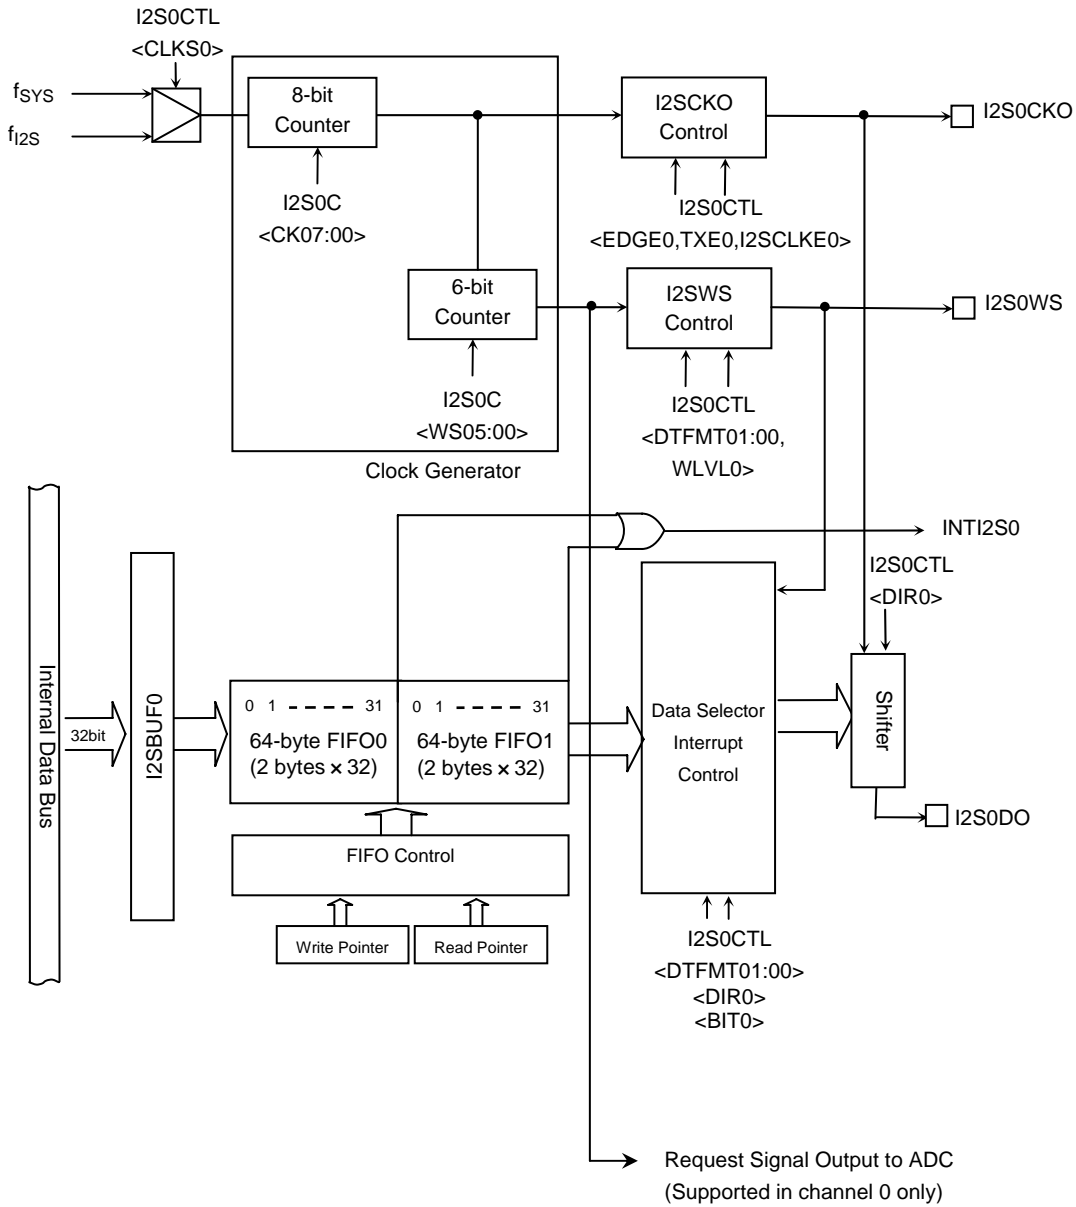 I2S0CTL
<CLKS0>
fSYS
fI2S
8-bit
Counter
I2S0C
<CK07:00>
I2SCKO
Control
I2S0CKO
I2S0CTL
<EDGE0,TXE0,I2SCLKE0>
6-bit
Counter
I2S0C
<WS05:00>
I2SWS
Control
I2S0WS
I2S0CTL
<DTFMT01:00,
WLVL0>
Clock Generator
INTI2S0
I2S0CTL
<DIR0>
Internal Data Bus
32bit
I2SBUF0
0 1 ----- 31
64-byte FIFO0
(2 bytes × 32)
0 1 ----- 31
64-byte FIFO1
(2 bytes × 32)
Data Selector
Interrupt
Control
Shifter
I2S0DO
FIFO Control
Write Pointer
Read Pointer
I2S0CTL
<DTFMT01:00>
<DIR0>
<BIT0>
Request Signal Output to ADC
(Supported in channel 0 only)